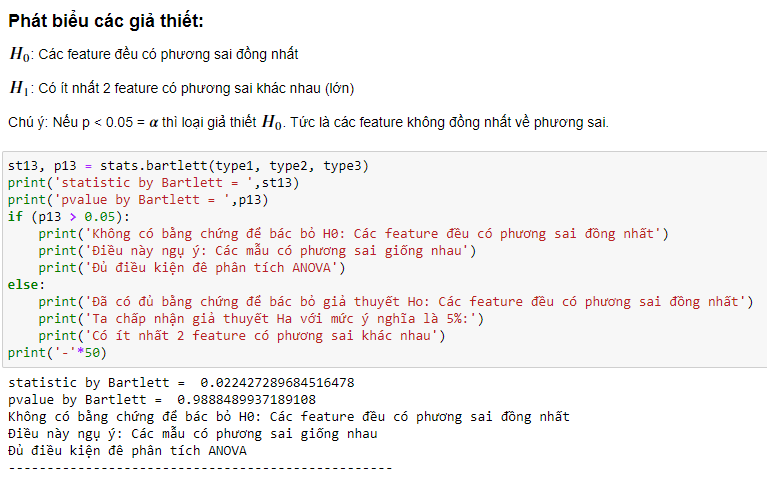 Phát biểu các giả thiết:
H0: Các feature đều có phương sai đồng nhất
H1: Có ít nhất 2 feature có phương sai khác nhau (lớn)
Chú ý: Nếu p < 0.05 = α thì loại giả thiết H0. Tức là các feature không đồng nhất về phương sai.
st13, p13 = stats.bartlett(type1, type2, type3)
print('statistic by Bartlett = ',st13)
print('pvalue by Bartlett = ',p13)
if (p13 > 0.05):
    print('Không có bằng chứng để bác bỏ H0: Các feature đều có phương sai đồng nhất')
    print('Điều này ngụ ý: Các mẫu có phương sai giống nhau')
    print('Đủ điều kiện đê phân tích ANOVA')
else:
    print('Đã có đủ bằng chứng để bác bỏ giả thuyết Ho: Các feature đều có phương sai đồng nhất')
    print('Ta chấp nhận giả thuyết Ha với mức ý nghĩa là 5%:')
    print('Có ít nhất 2 feature có phương sai khác nhau')
print('-'*50)
statistic by Bartlett =  0.022427289684516478
pvalue by Bartlett =  0.9888489937189108
Không có bằng chứng để bác bỏ H0: Các feature đều có phương sai đồng nhất
Điều này ngụ ý: Các mẫu có phương sai giống nhau
Đủ điều kiện đê phân tích ANOVA
--------------------------------------------------